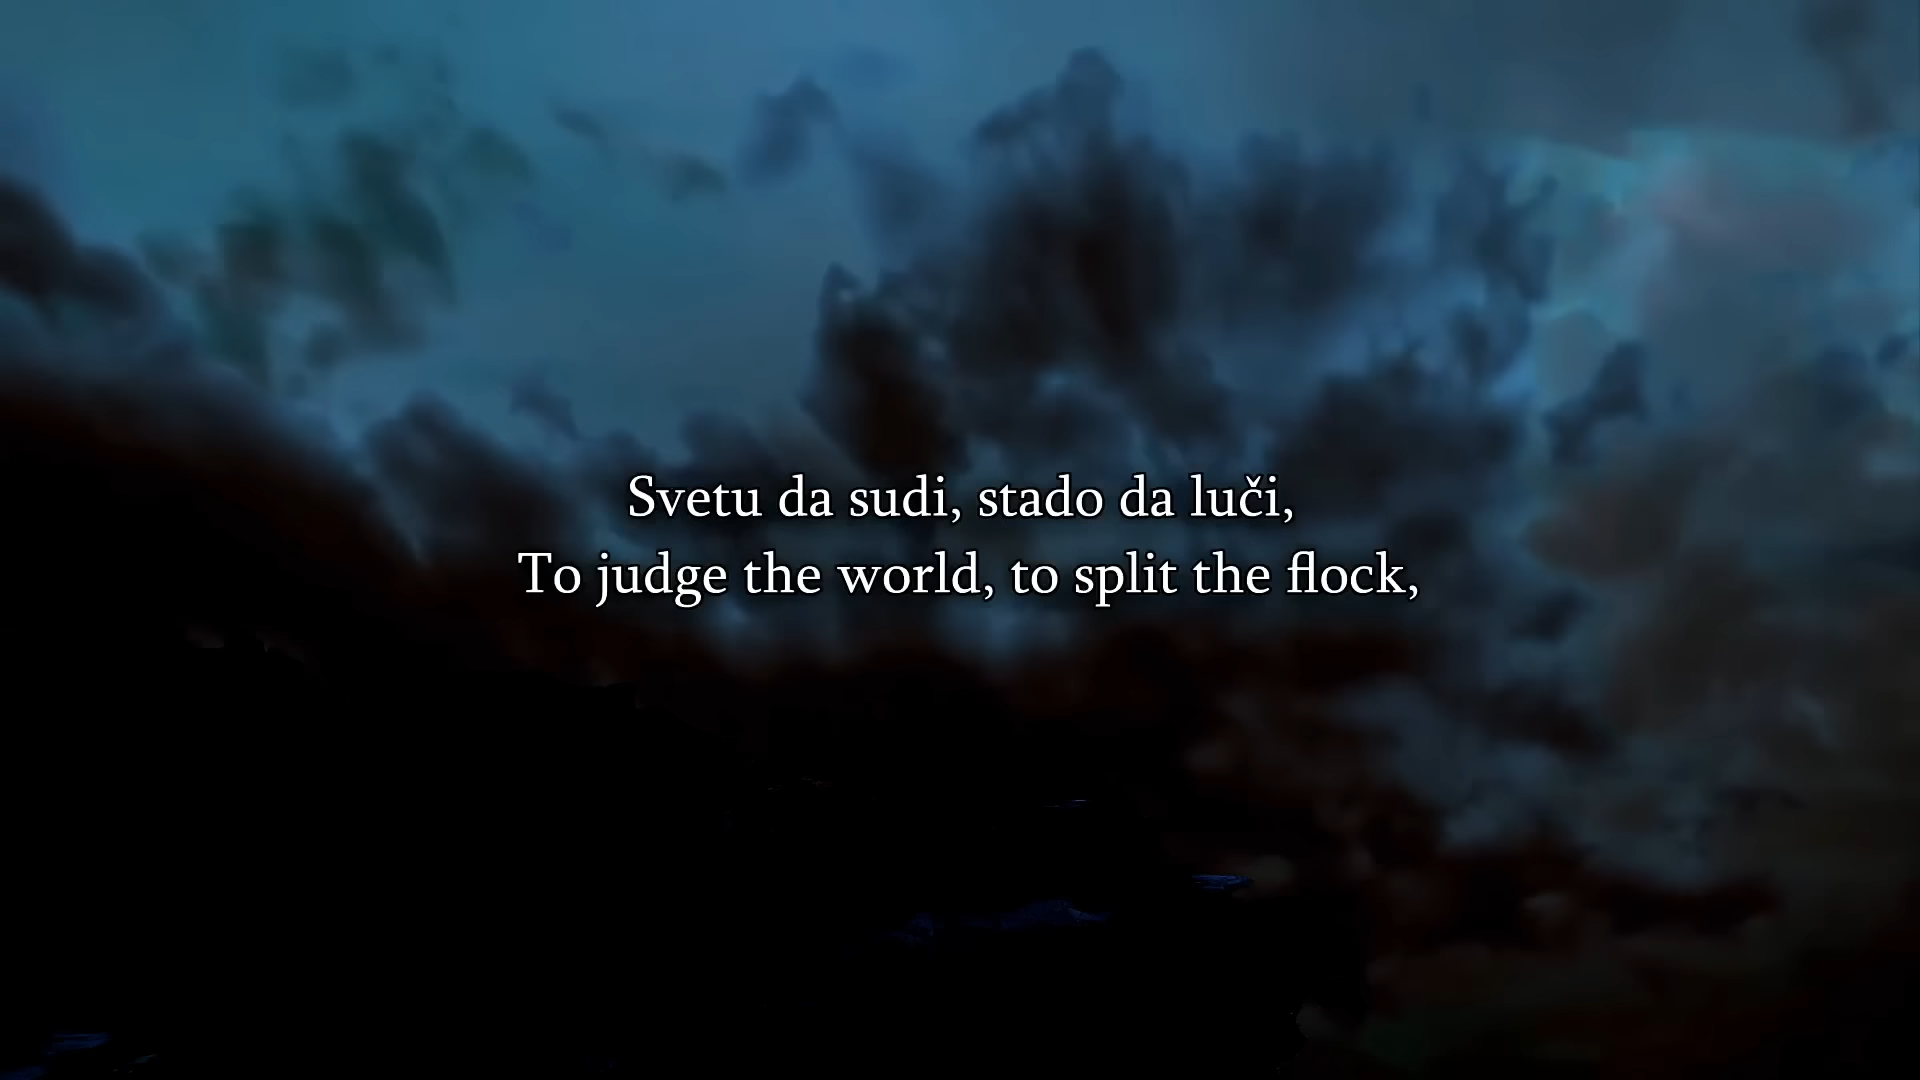 Svetu da sudi, stado da luči,
To judge the world, to split the flock,